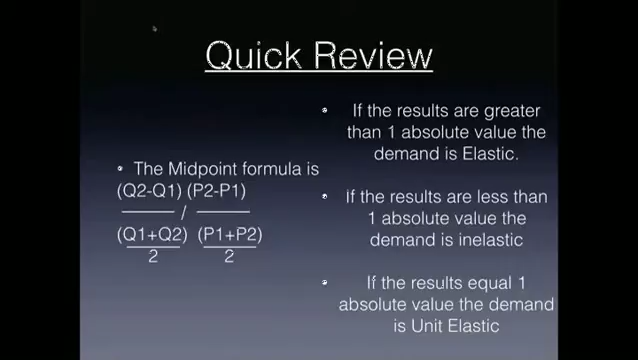 Quick Review
• The Midpoint formula is
(Q2-Q1) (P2-P1)
/
(Q1+Q2) (P1+P2)
2 2
• If the results are greater
than 1 absolute value the
demand is Elastic.
• If the results are less than
1 absolute value the
demand is inelastic
• If the results equal 1
absolute value the demand
is Unit Elastic